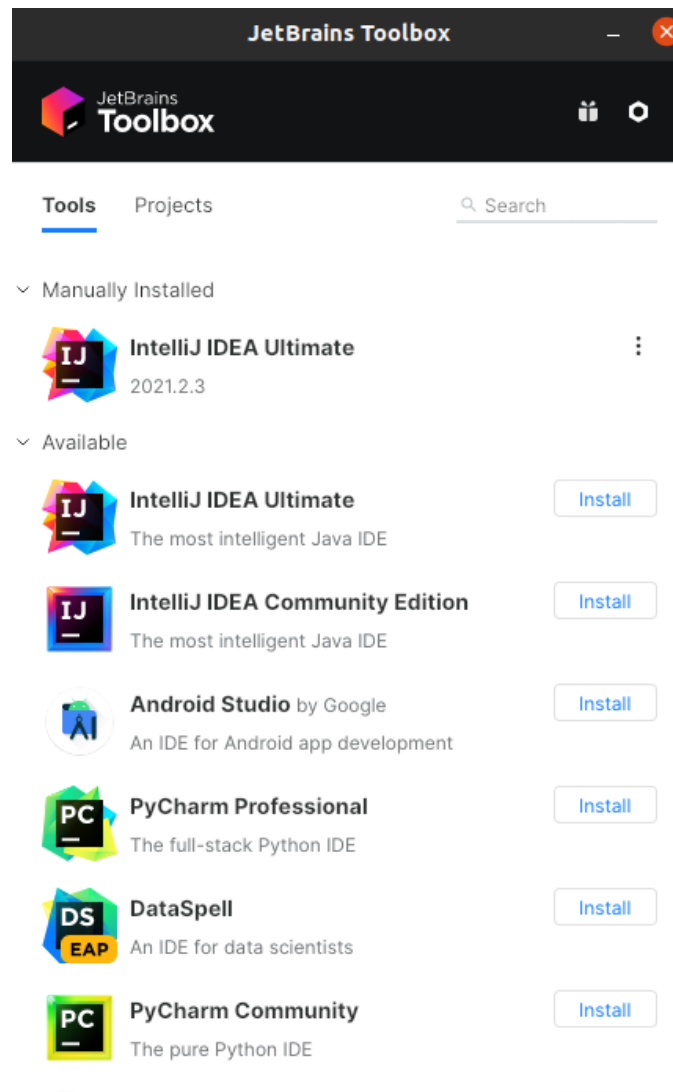 JetBrains Toolbox
JetBrains
Toolbox
Tools Projects Search
Manually Installed
IJ IntelliJ IDEA Ultimate
2021.2.3
Available
IJ IntelliJ IDEA Ultimate Install
The most intelligent Java IDE
IJ IntelliJ IDEA Community Edition Install
The most intelligent Java IDE
Android Studio by Google Install
An IDE for Android app development
PC PyCharm Professional Install
The full-stack Python IDE
DS DataSpell Install
EAP An IDE for data scientists
PC PyCharm Community Install
The pure Python IDE